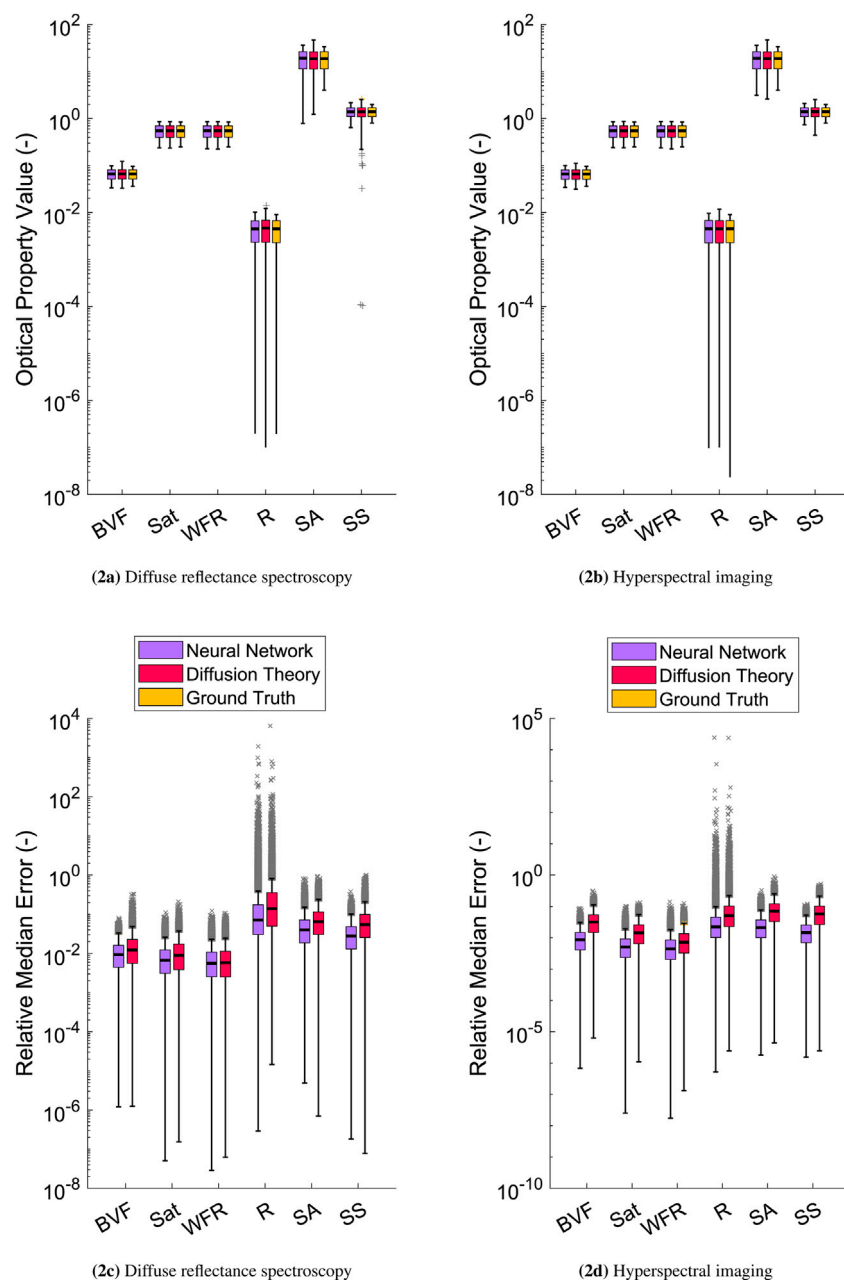 10^2
10^0
10^-2
10^-4
10^-6
10^-8
Optical Property Value (-)
BVF
Sat
WFR
R
SA
SS
(2a) Diffuse reflectance spectroscopy
10^2
10^0
10^-2
10^-4
10^-6
10^-8
Optical Property Value (-)
BVF
Sat
WFR
R
SA
SS
(2b) Hyperspectral imaging
Neural Network
Diffusion Theory
Ground Truth
10^4
10^2
10^0
10^-2
10^-4
10^-6
10^-8
Relative Median Error (-)
BVF
Sat
WFR
R
SA
SS
(2c) Diffuse reflectance spectroscopy
Neural Network
Diffusion Theory
Ground Truth
10^5
10^0
10^-5
10^-10
Relative Median Error (-)
BVF
Sat
WFR
R
SA
SS
(2d) Hyperspectral imaging